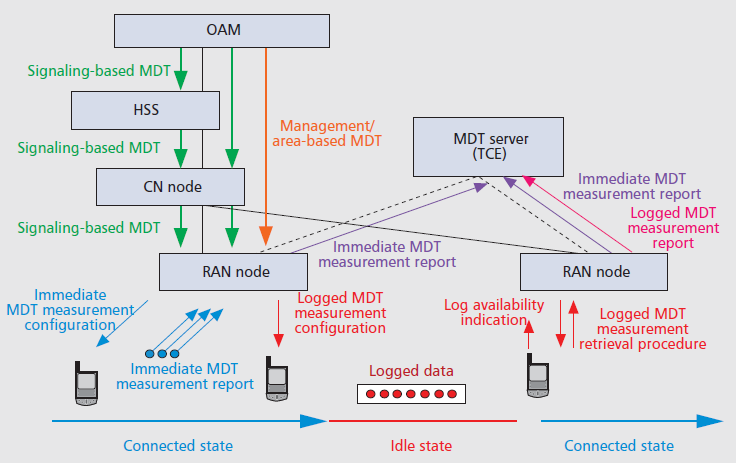 OAM
Signaling-based MDT
HSS
Management/
area-based MDT
MDT server
(TCE)
Signaling-based MDT
CN node
Immediate MDT
measurement report
Logged MDT
measurement
report
Signaling-based MDT
Immediate MDT
measurement report
RAN node
RAN node
Immediate
MDT measurement
configuration
Logged MDT
measurement
configuration
Log availability
indication
Logged MDT
measurement
retrieval procedure
Immediate MDT
measurement report
Logged data
Connected state
Idle state
Connected state